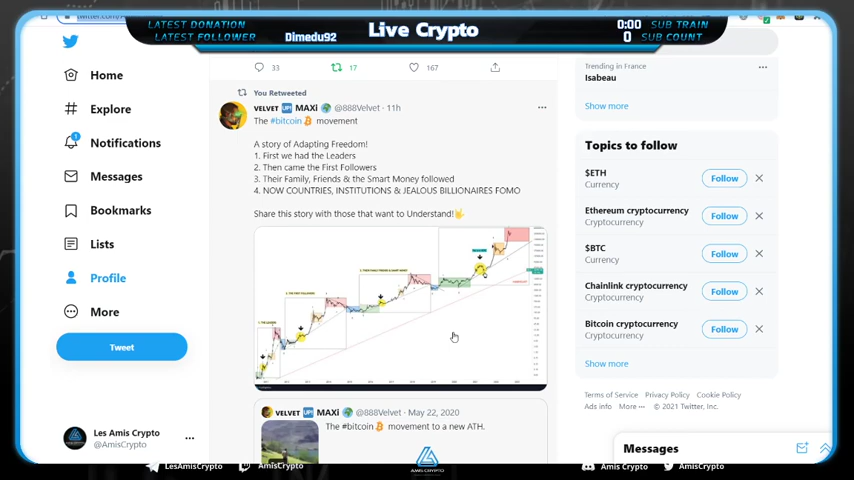 LATEST DONATION
LATEST FOLLOWER
Dimedu92
Live Crypto
0:00 SUB TRAIN
0 SUB COUNT
Home
Explore
1
Notifications
Messages
Bookmarks
Lists
Profile
More
Tweet
Les Amis Crypto
@AmisCrypto
33
17
167
You Retweeted
VELVET UP! MAXi @888Velvet · 11h
The #bitcoin movement
A story of Adapting Freedom!
1. First we had the Leaders
2. Then came the First Followers
3. Their Family, Friends & the Smart Money followed
4. NOW COUNTRIES, INSTITUTIONS & JEALOUS BILLIONAIRES FOMO
Share this story with those that want to Understand!
VELVET UP! MAXi @888Velvet · May 22, 2020
The #bitcoin movement to a new ATH.
Trending in France
Isabeau
Show more
Topics to follow
$ETH
Currency
Follow
Ethereum cryptocurrency
Cryptocurrency
Follow
$BTC
Currency
Follow
Chainlink cryptocurrency
Cryptocurrency
Follow
Bitcoin cryptocurrency
Cryptocurrency
Follow
Show more
Terms of Service Privacy Policy Cookie Policy
Ads info More ··· © 2021 Twitter, Inc.
Messages
LesAmisCrypto
AmisCrypto
AMIS CRYPTO
Amis Crypto
AmisCrypto